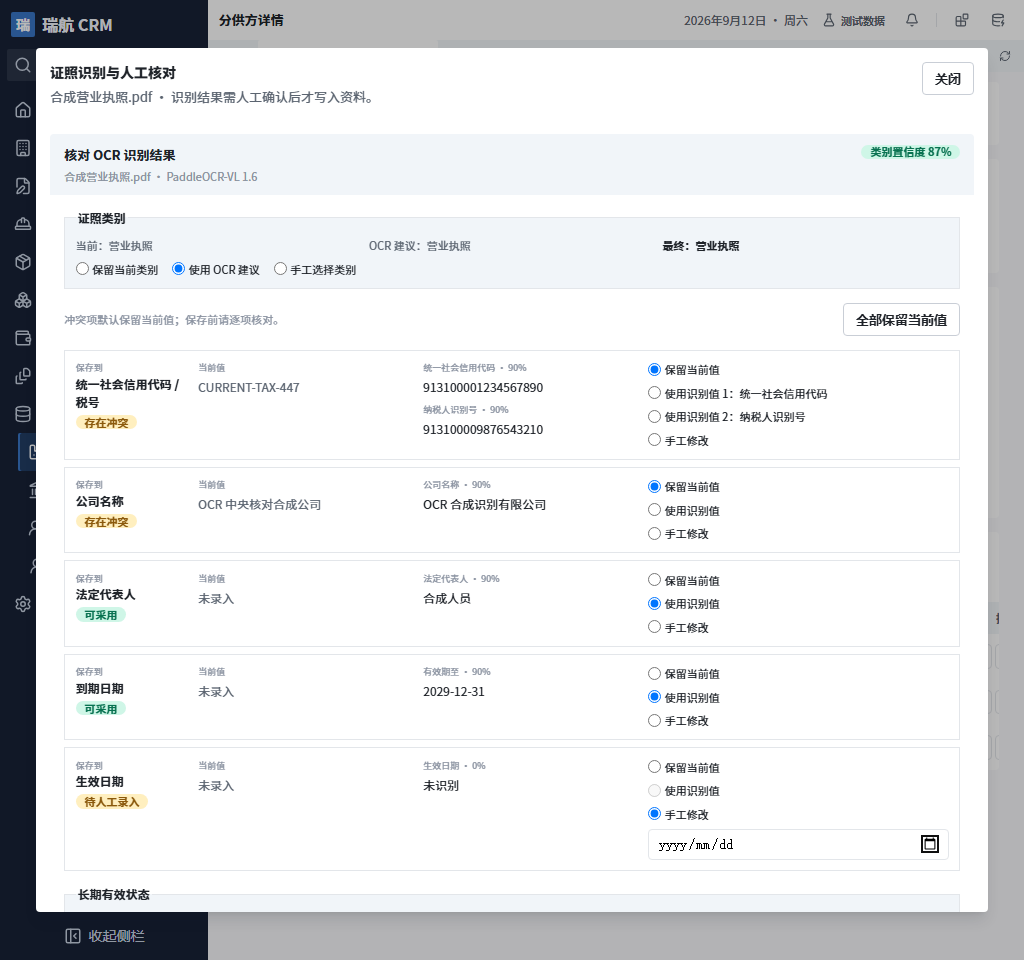 瑞 瑞航 CRM
分供方详情
2026年9月12日 • 周六 测试数据
证照识别与人工核对
关闭
合成营业执照.pdf • 识别结果需人工确认后才写入资料。
核对 OCR 识别结果
类别置信度 87%
合成营业执照.pdf • PaddleOCR-VL 1.6
证照类别
当前：营业执照 OCR 建议：营业执照 最终：营业执照
保留当前类别 使用 OCR 建议 手工选择类别
冲突项默认保留当前值；保存前请逐项核对。
全部保留当前值
保存到
统一社会信用代码 /
税号
存在冲突
当前值
CURRENT-TAX-447
统一社会信用代码 • 90%
913100001234567890
纳税人识别号 • 90%
913100009876543210
保留当前值
使用识别值 1：统一社会信用代码
使用识别值 2：纳税人识别号
手工修改
保存到
公司名称
存在冲突
当前值
OCR 中央核对合成公司
公司名称 • 90%
OCR 合成识别有限公司
保留当前值
使用识别值
手工修改
保存到
法定代表人
可采用
当前值
未录入
法定代表人 • 90%
合成人员
保留当前值
使用识别值
手工修改
保存到
到期日期
可采用
当前值
未录入
有效期至 • 90%
2029-12-31
保留当前值
使用识别值
手工修改
保存到
生效日期
待人工录入
当前值
未录入
生效日期 • 0%
未识别
保留当前值
使用识别值
手工修改
yyyy/mm/dd
长期有效状态
收起侧栏